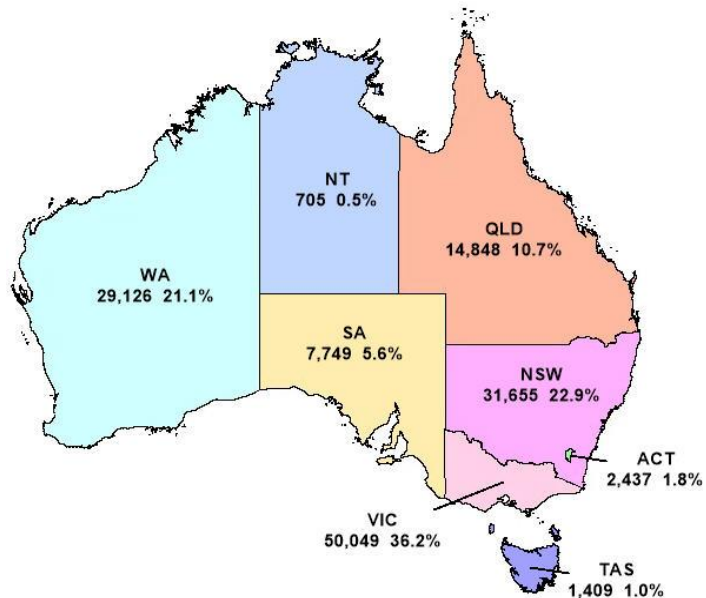 NT
705 0.5%
QLD
14,848 10.7%
WA
29,126 21.1%
SA
7,749 5.6%
NSW
31,655 22.9%
ACT
2,437 1.8%
VIC
50,049 36.2%
TAS
1,409 1.0%